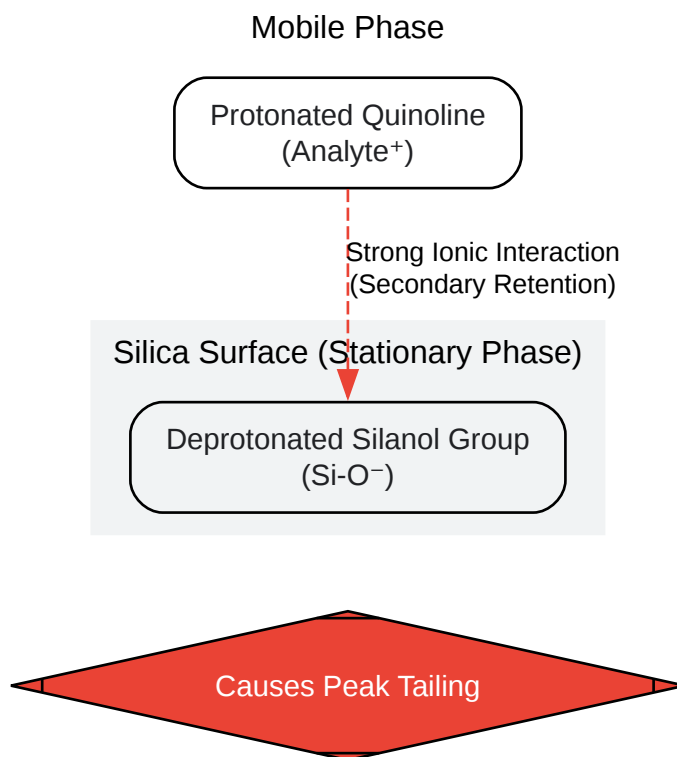 Mobile Phase
Protonated Quinoline
(Analyte⁺)
Strong Ionic Interaction
(Secondary Retention)
Silica Surface (Stationary Phase)
Deprotonated Silanol Group
(Si-O⁻)
Causes Peak Tailing